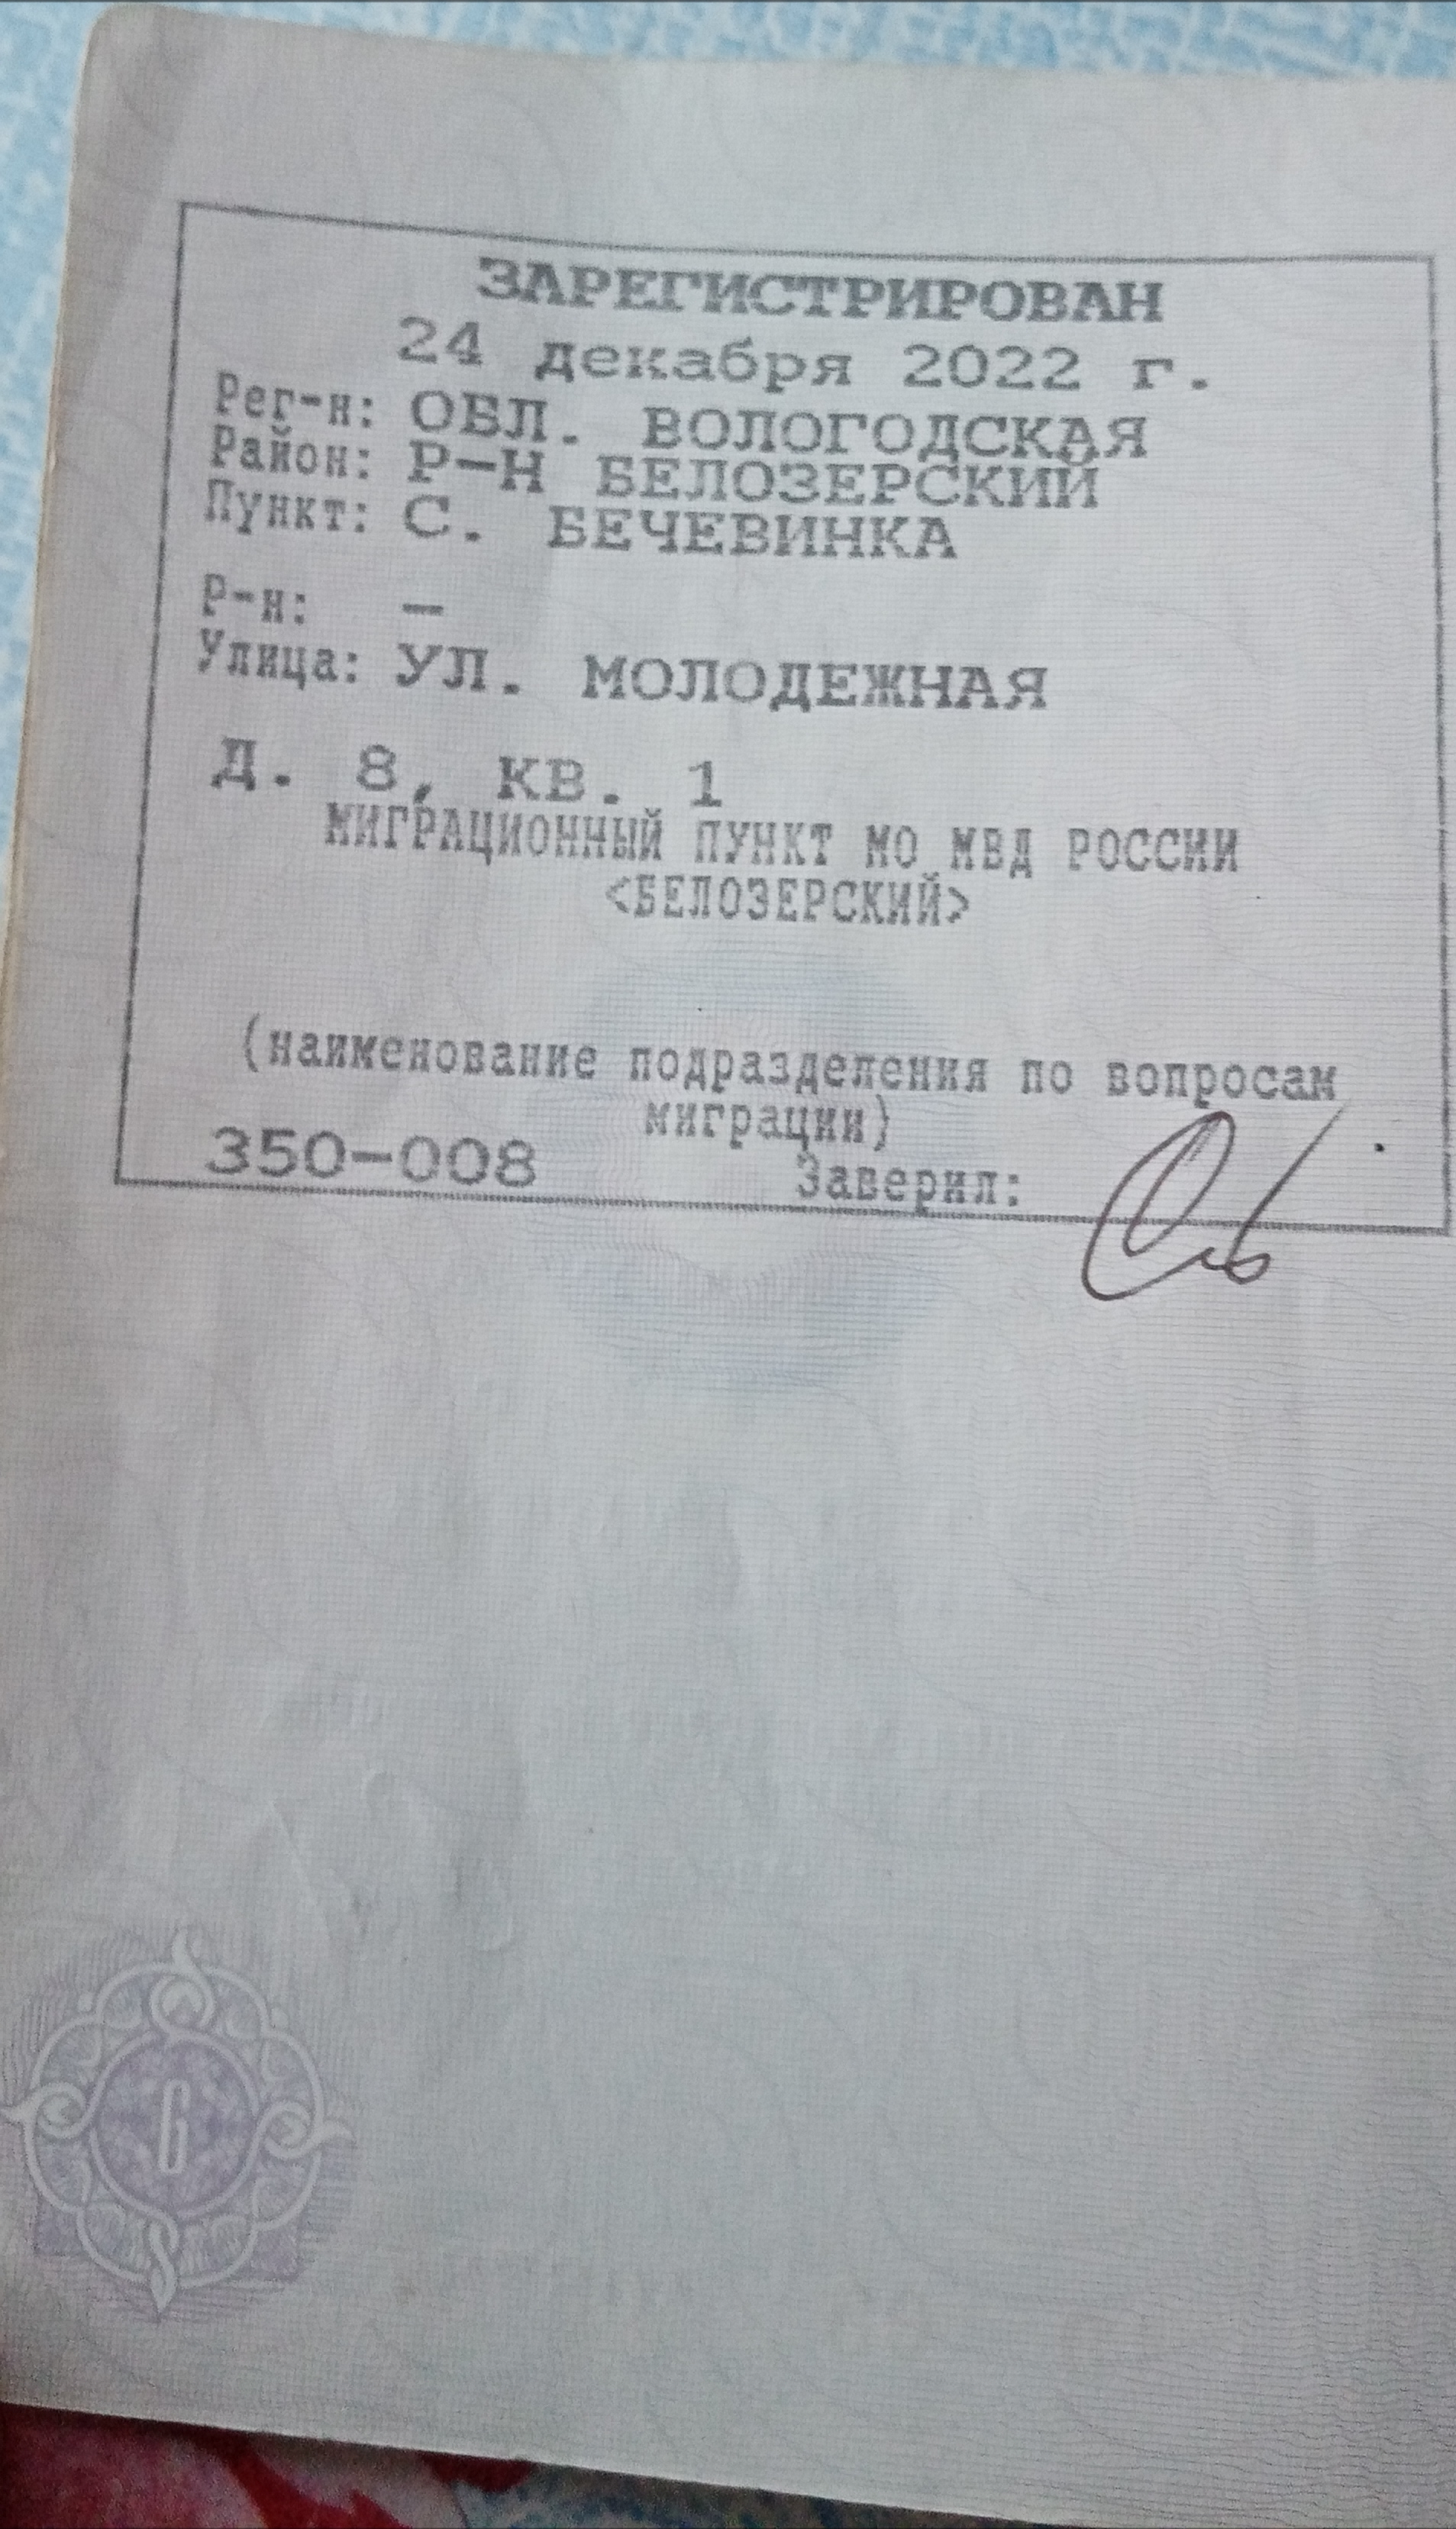 ЗАРЕГИСТРИРОВАН
24 декабря 2022 г.
Рег-н: ОБЛ. ВОЛОГОДСКАЯ
Район: Р-Н БЕЛОЗЕРСКИЙ
Пункт: С. БЕЧЕВИНКА
Р-н: –
Улица: УЛ. МОЛОДЕЖНАЯ
Д. 8, КВ. 1
МИГРАЦИОННЫЙ ПУНКТ МО МВД РОССИИ
<БЕЛОЗЕРСКИЙ>
(наименование подразделения по вопросам
миграции)
350-008 Заверил:
6